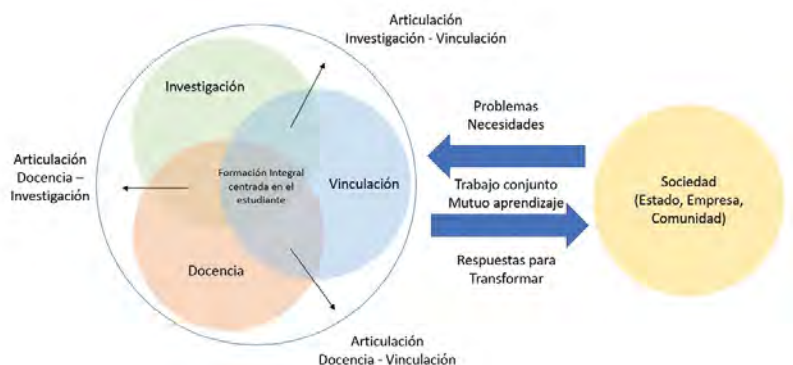 Articulación
Investigación - Vinculación
Investigación
Problemas
Necesidades
Articulación
Docencia –
Investigación
Formación Integral
centrada en el
estudiante
Vinculación
Trabajo conjunto
Mutuo aprendizaje
Sociedad
(Estado, Empresa,
Comunidad)
Docencia
Respuestas para
Transformar
Articulación
Docencia - Vinculación